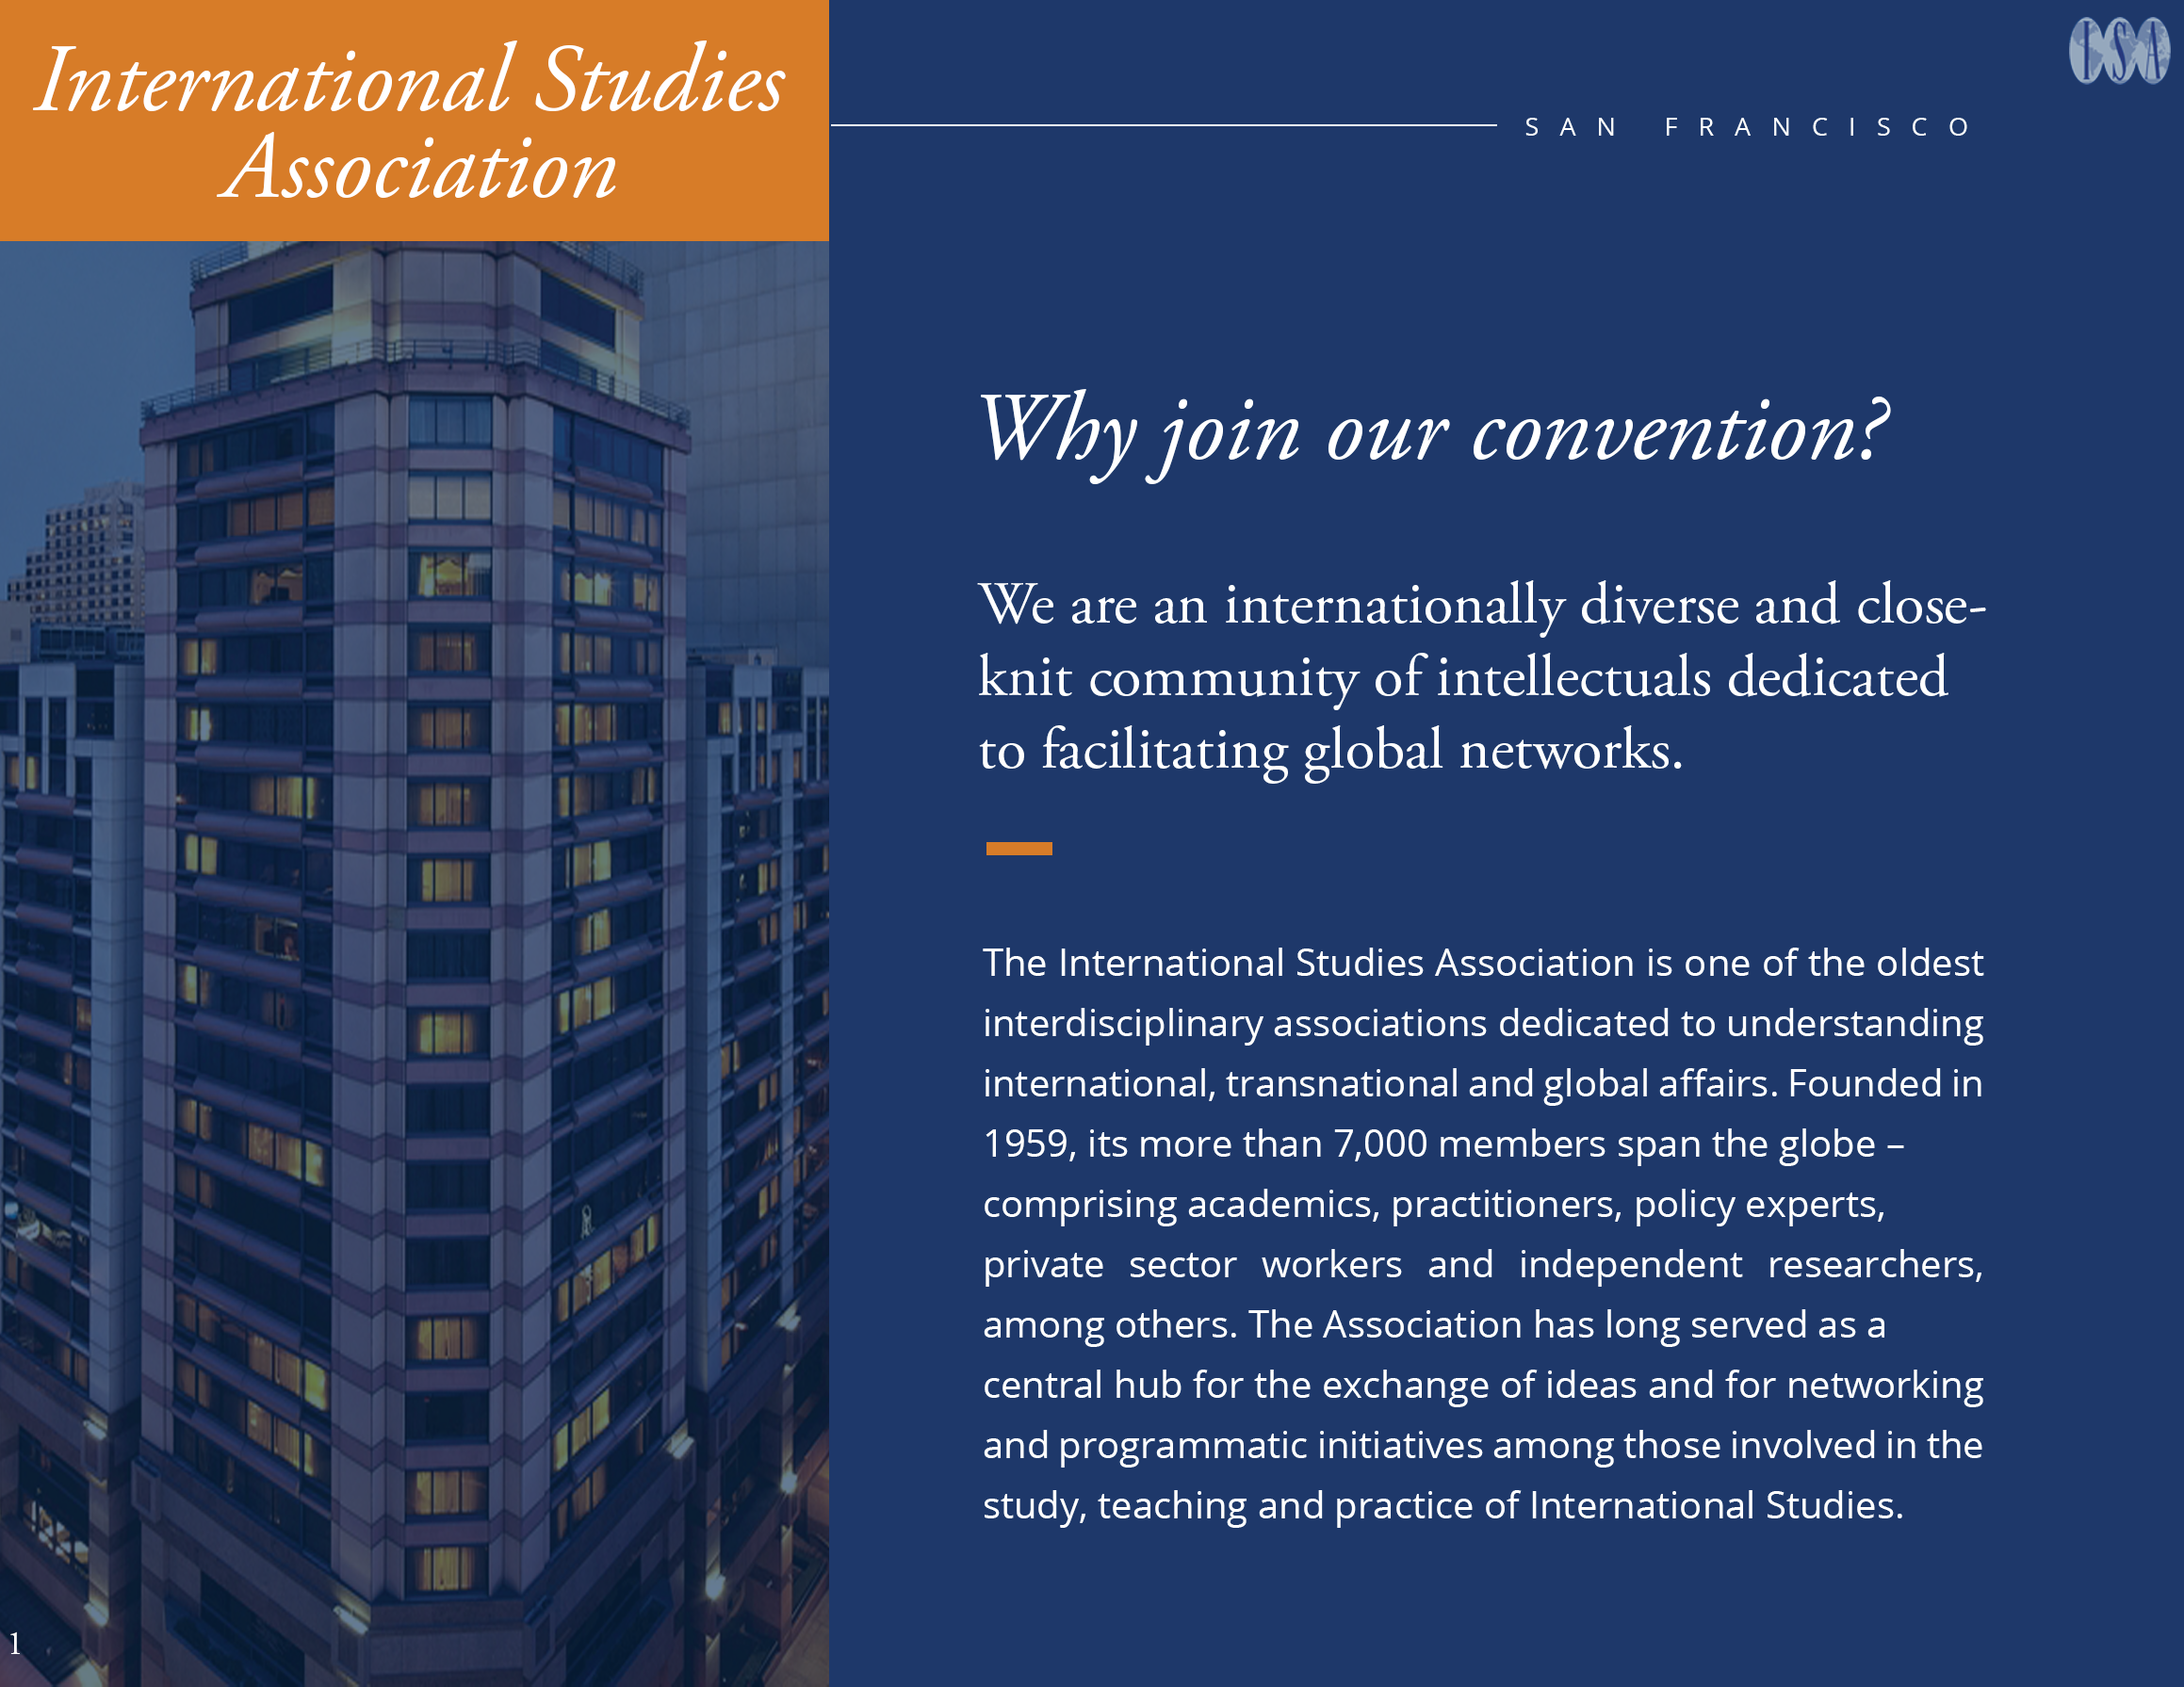 International Studies
Association
ISA
SAN FRANCISCO
Why join our convention?
We are an internationally diverse and close-
knit community of intellectuals dedicated
to facilitating global networks.
The International Studies Association is one of the oldest
interdisciplinary associations dedicated to understanding
international, transnational and global affairs. Founded in
1959, its more than 7,000 members span the globe –
comprising academics, practitioners, policy experts,
private sector workers and independent researchers,
among others. The Association has long served as a
central hub for the exchange of ideas and for networking
and programmatic initiatives among those involved in the
study, teaching and practice of International Studies.
1